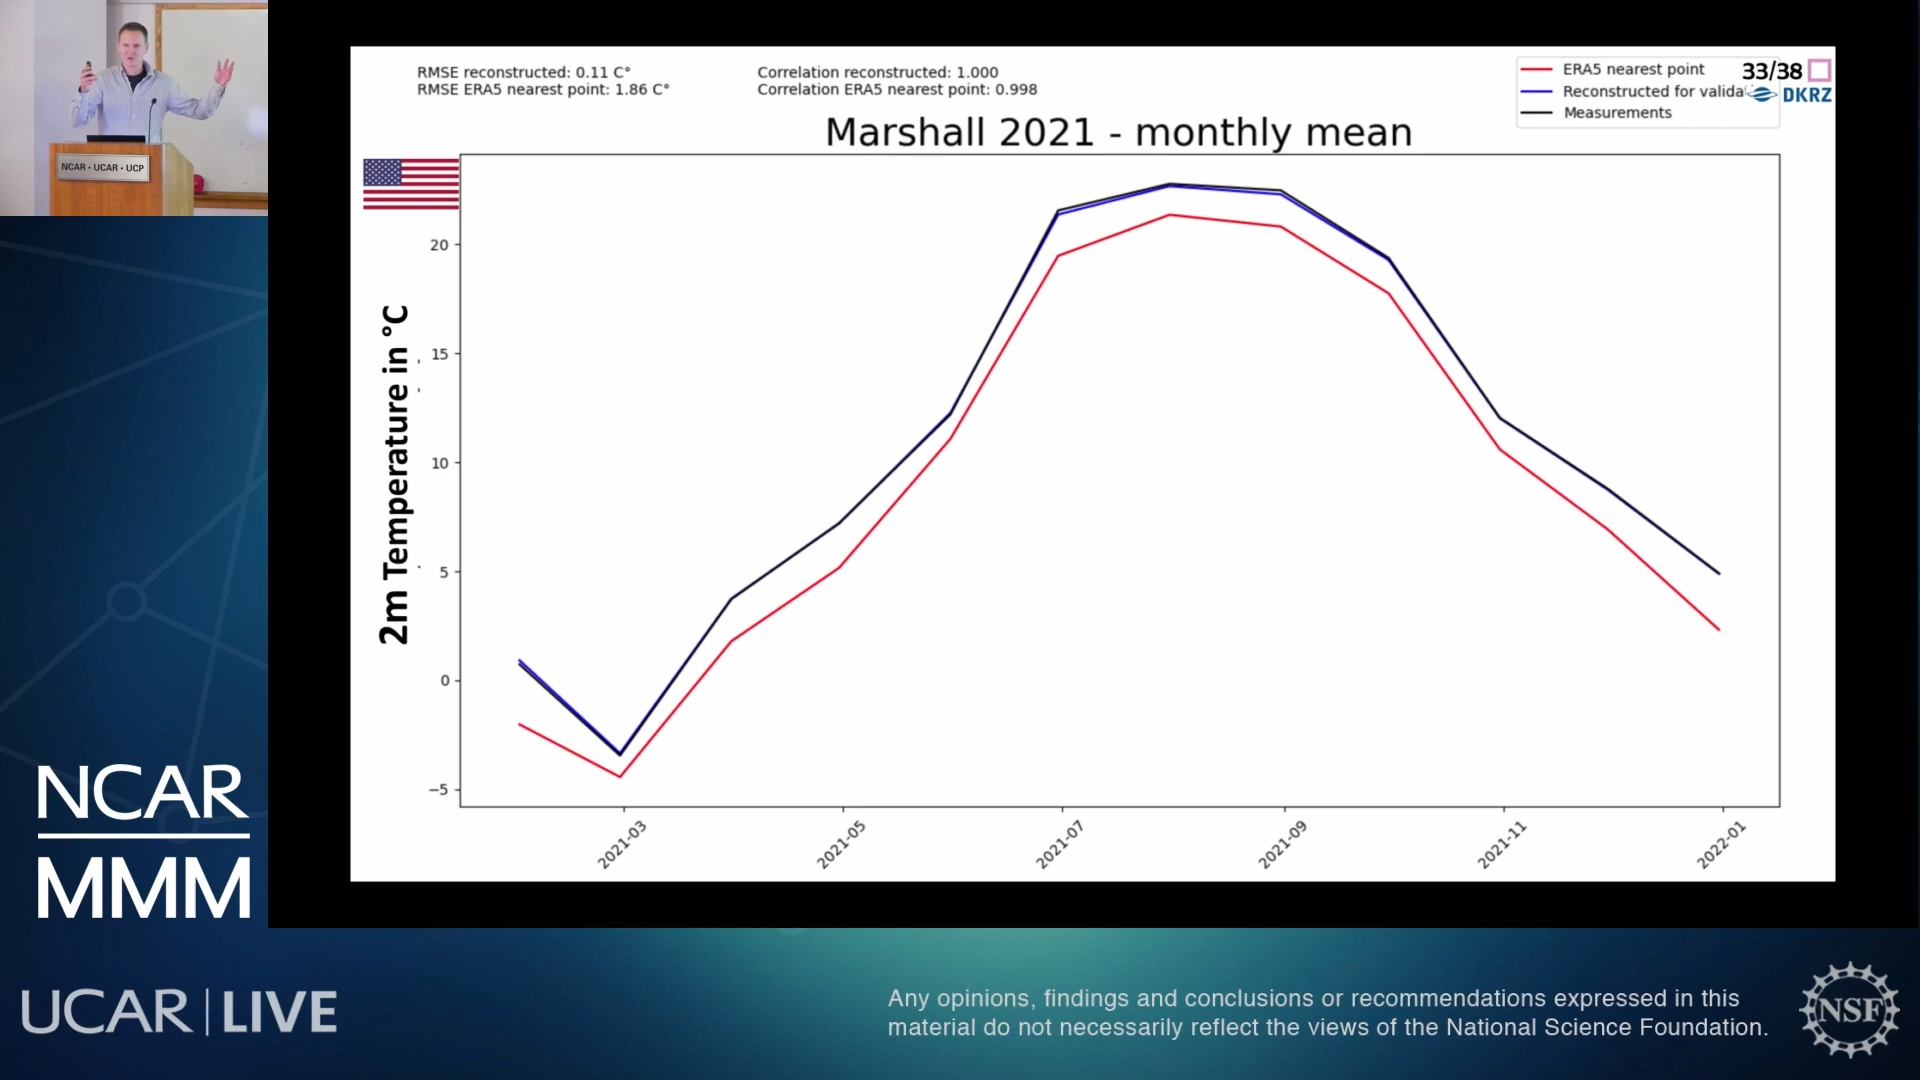 NCAR • UCAR • UCP
RMSE reconstructed: 0.11 C°
RMSE ERA5 nearest point: 1.86 C°
Correlation reconstructed: 1.000
Correlation ERA5 nearest point: 0.998
ERA5 nearest point
Reconstructed for valida
Measurements
33/38
DKRZ
Marshall 2021 - monthly mean
2m Temperature in °C
20
15
10
5
0
−5
2021-03
2021-05
2021-07
2021-09
2021-11
2022-01
NCAR
MMM
UCAR | LIVE
Any opinions, findings and conclusions or recommendations expressed in this
material do not necessarily reflect the views of the National Science Foundation.
NSF